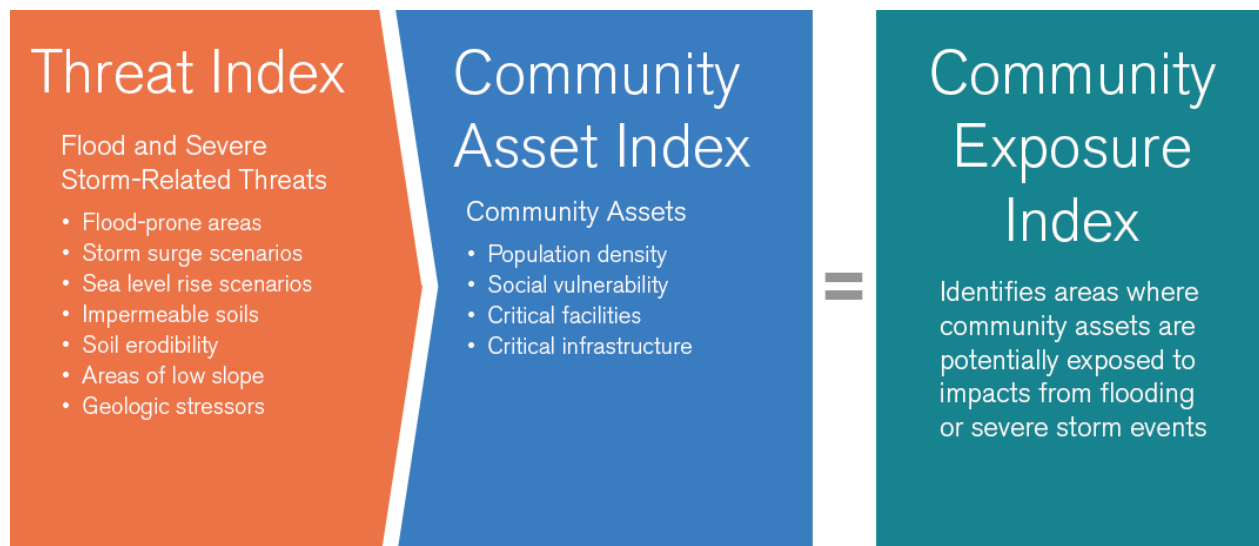 Threat Index
Flood and Severe
Storm-Related Threats
• Flood-prone areas
• Storm surge scenarios
• Sea level rise scenarios
• Impermeable soils
• Soil erodibility
• Areas of low slope
• Geologic stressors
Community
Asset Index
Community Assets
• Population density
• Social vulnerability
• Critical facilities
• Critical infrastructure
=
Community
Exposure
Index
Identifies areas where
community assets are
potentially exposed to
impacts from flooding
or severe storm events